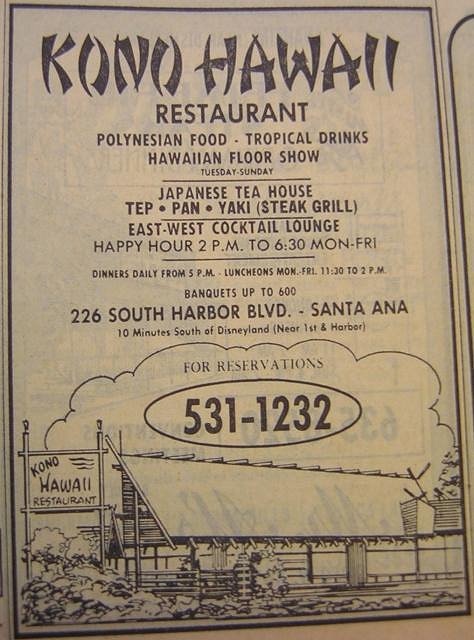 KONO HAWAII
RESTAURANT
POLYNESIAN FOOD - TROPICAL DRINKS
HAWAIIAN FLOOR SHOW
TUESDAY-SUNDAY
JAPANESE TEA HOUSE
TEP • PAN • YAKI (STEAK GRILL)
EAST-WEST COCKTAIL LOUNGE
HAPPY HOUR 2 P.M. TO 6:30 MON-FRI
DINNERS DAILY FROM 5 P.M. - LUNCHEONS MON.-FRI. 11:30 TO 2 P.M.
BANQUETS UP TO 600
226 SOUTH HARBOR BLVD. - SANTA ANA
10 Minutes South of Disneyland (Near 1st & Harbor)
FOR RESERVATIONS
531-1232
KONO
HAWAII
RESTAURANT